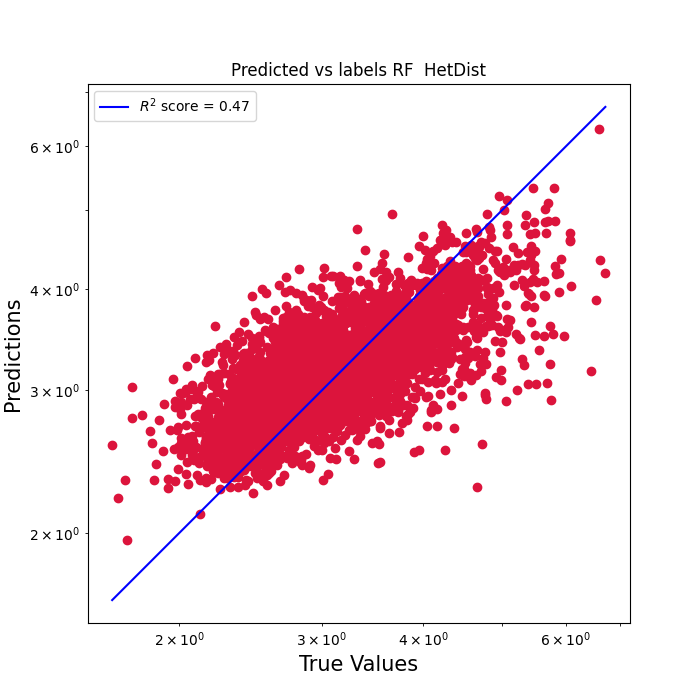 Predicted vs labels RF  HetDist
R² score = 0.47
6 × 10⁰
4 × 10⁰
3 × 10⁰
2 × 10⁰
Predictions
2 × 10⁰ 3 × 10⁰ 4 × 10⁰ 6 × 10⁰
True Values